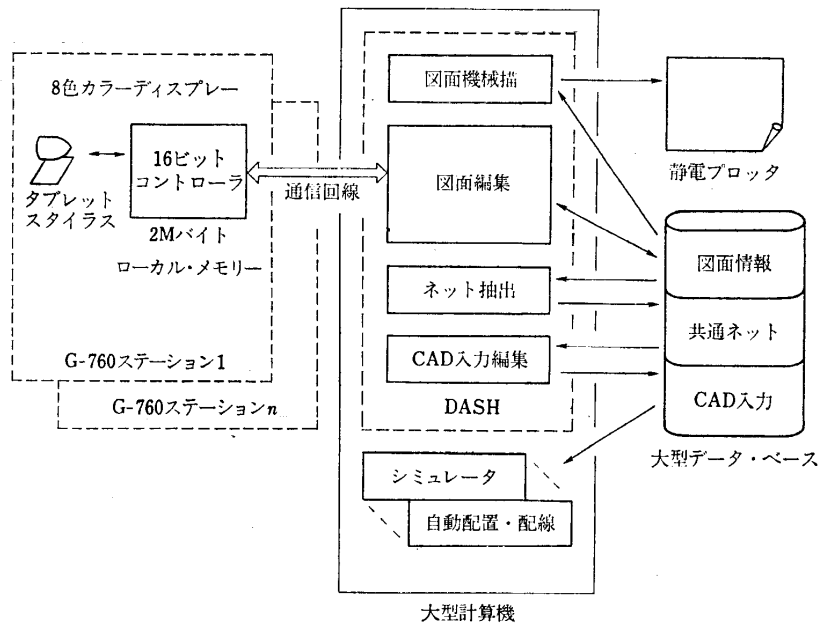 8色カラーディスプレー
16ビット
コントローラ
タブレット
スタイラス
2Mバイト
ローカル・メモリー
G-760ステーション1
G-760ステーションn
通信回線
図面機械描
図面編集
ネット抽出
CAD入力編集
DASH
シミュレータ
自動配置・配線
大型計算機
静電プロッタ
図面情報
共通ネット
CAD入力
大型データ・ベース